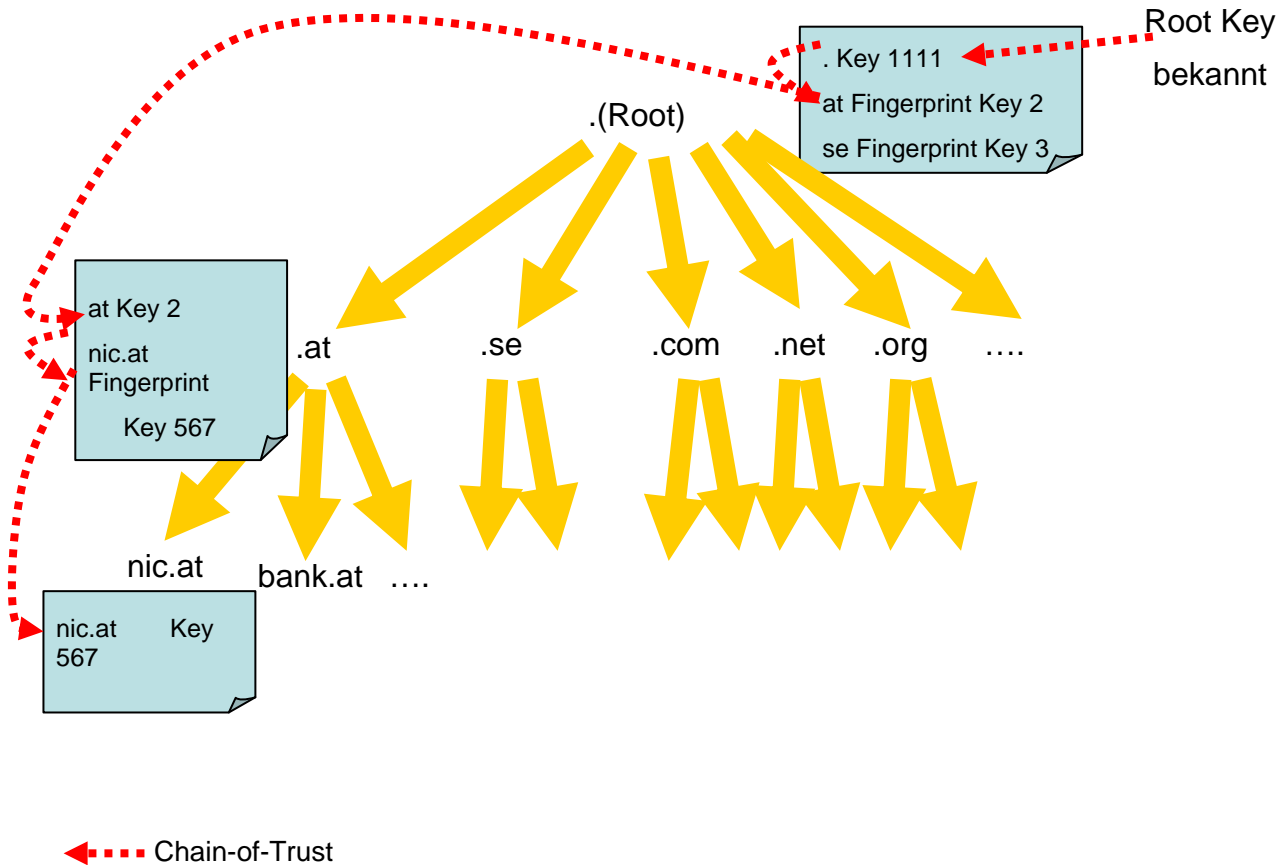 Root Key
bekannt
. Key 1111
at Fingerprint Key 2
se Fingerprint Key 3
.(Root)
at Key 2
nic.at
Fingerprint
Key 567
.at .se .com .net .org ….
nic.at bank.at ….
nic.at Key
567
Chain-of-Trust